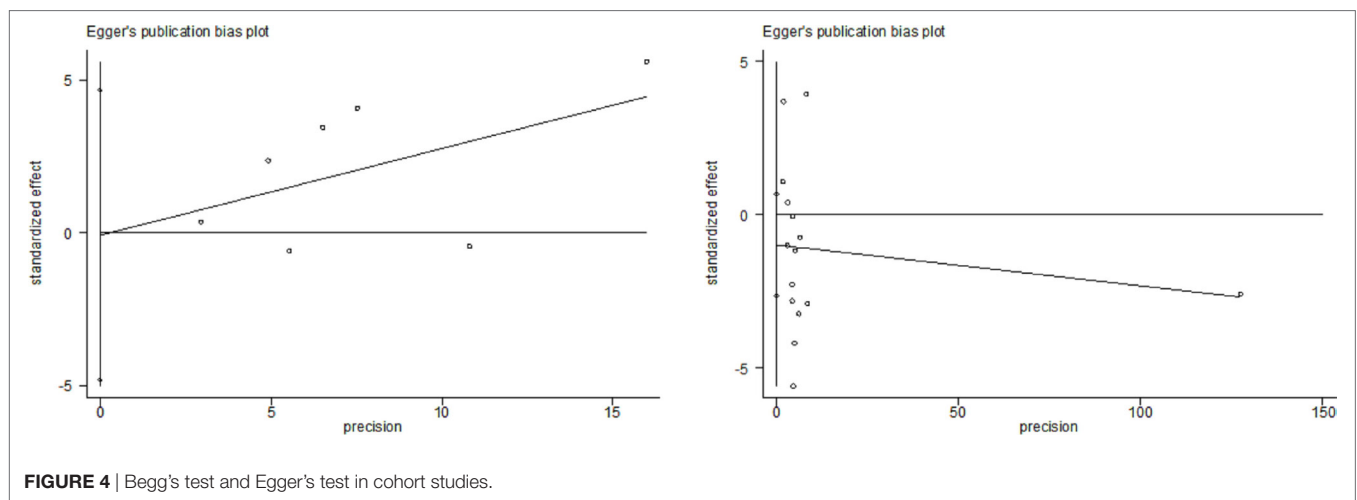 Egger's publication bias plot
standardized effect
5
0
-5
0
5
10
15
precision
Egger's publication bias plot
standardized effect
5
0
-5
0
50
100
150
precision
FIGURE 4 | Begg's test and Egger's test in cohort studies.